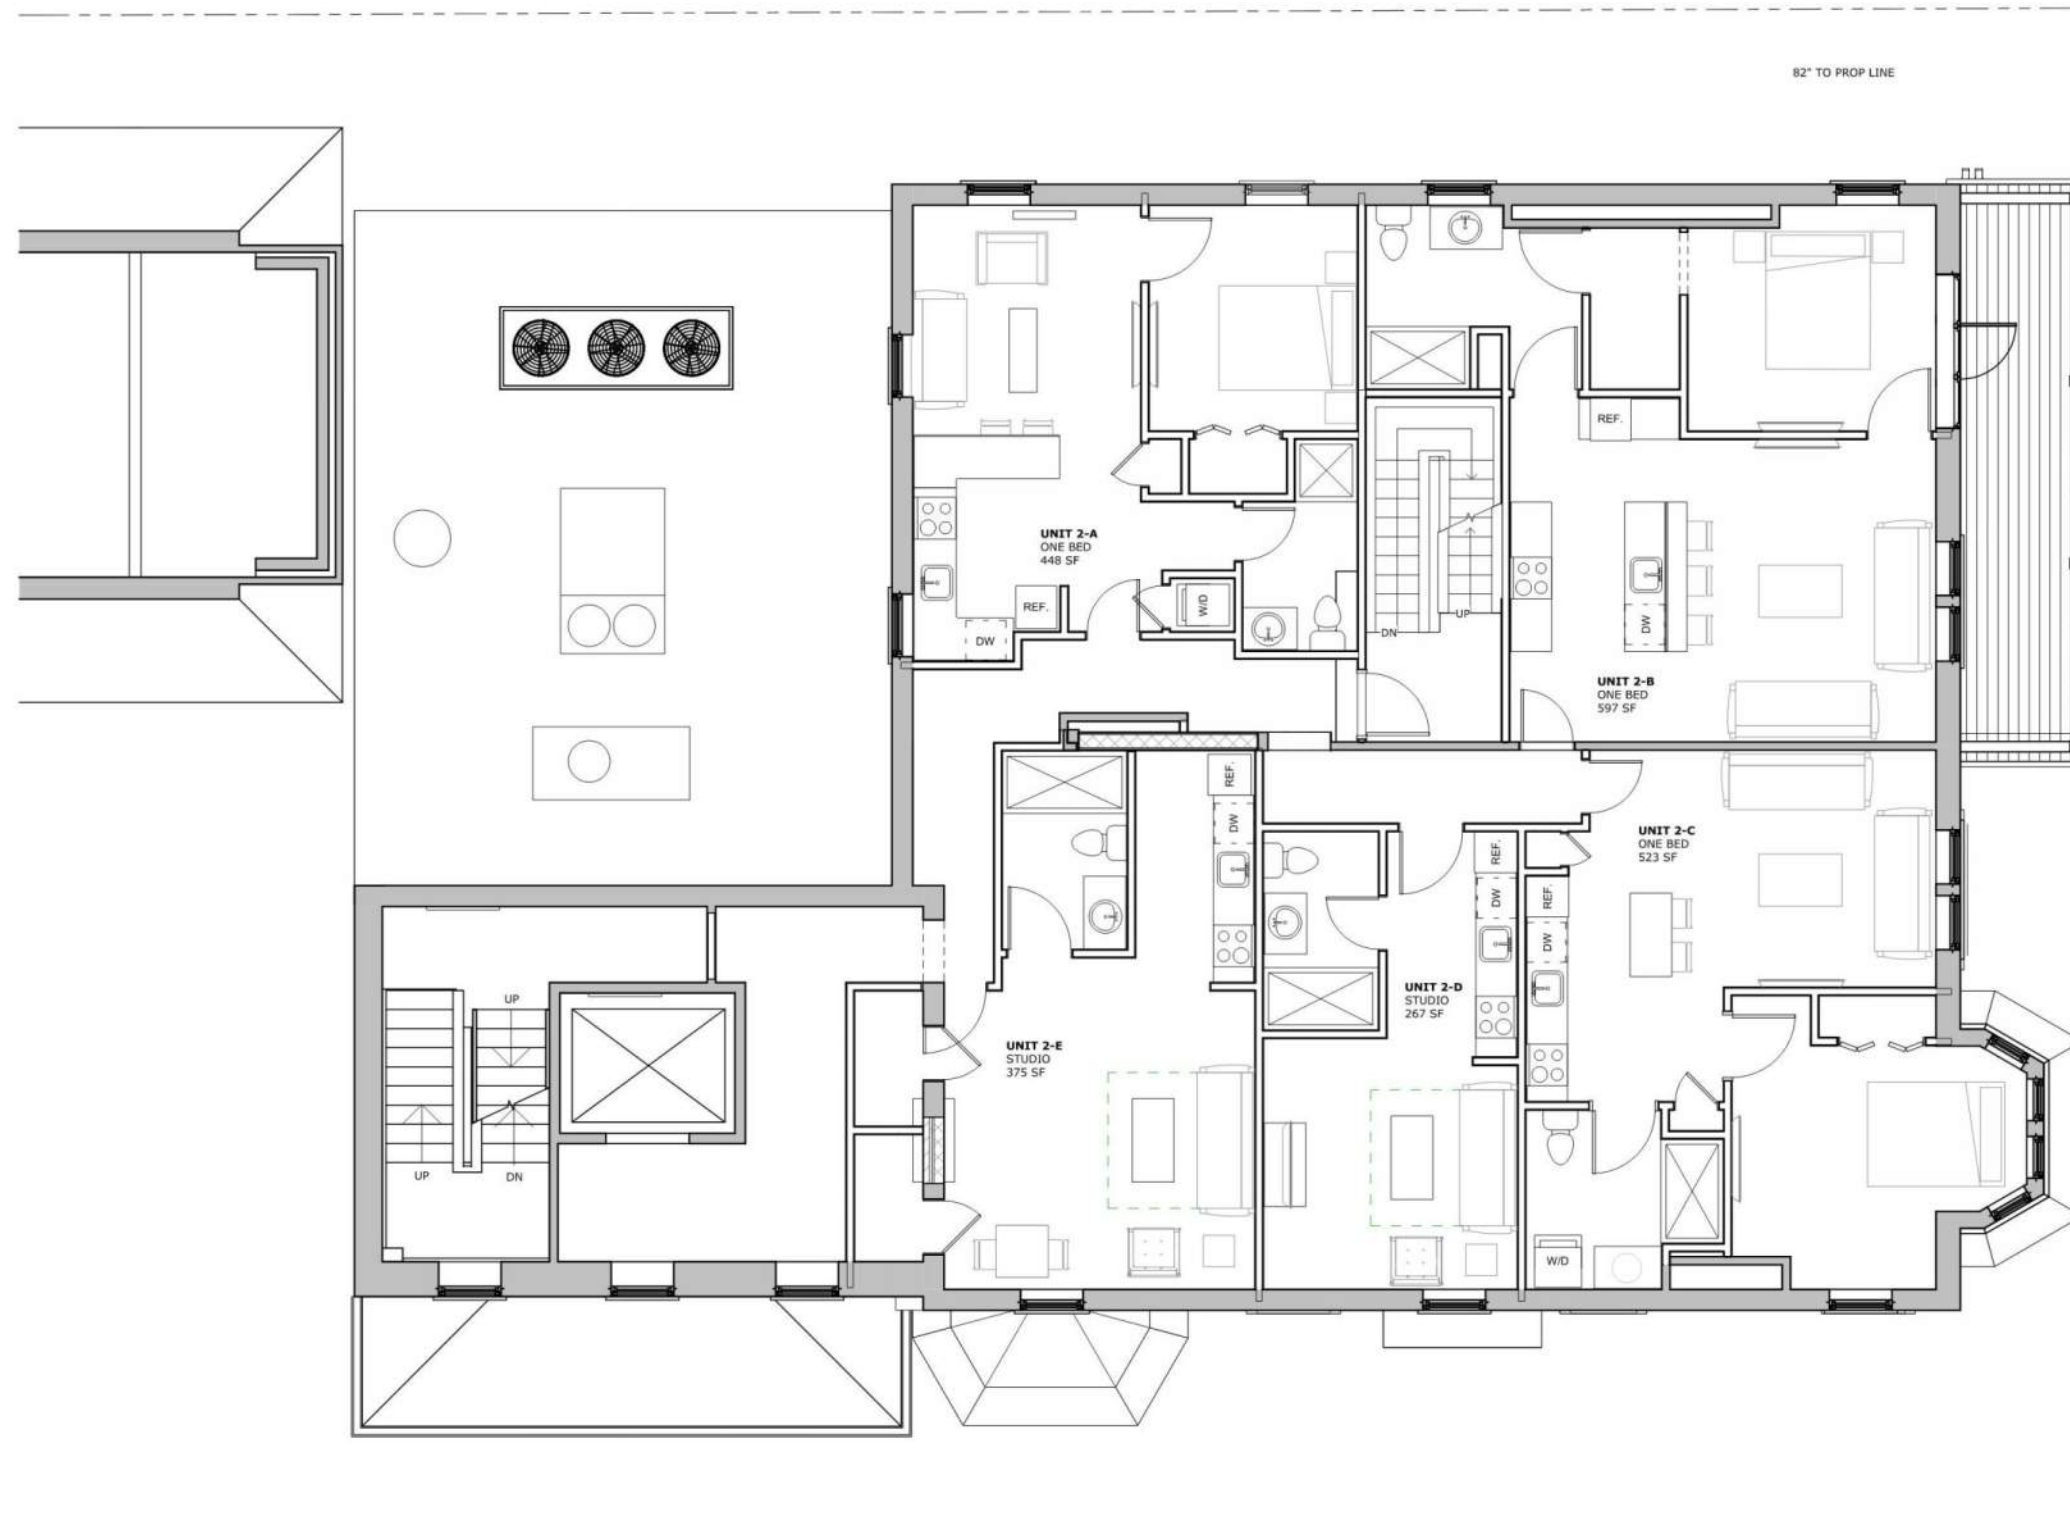 82" TO PROP LINE
REF.
UNIT 2-A
ONE BED
448 SF
REF.
W/D
DW
DN
UP
DW
UNIT 2-B
ONE BED
597 SF
REF.
DW
REF.
DW
UNIT 2-C
ONE BED
523 SF
REF.
DW
UP
UP
DN
UNIT 2-D
STUDIO
267 SF
UNIT 2-E
STUDIO
375 SF
W/D